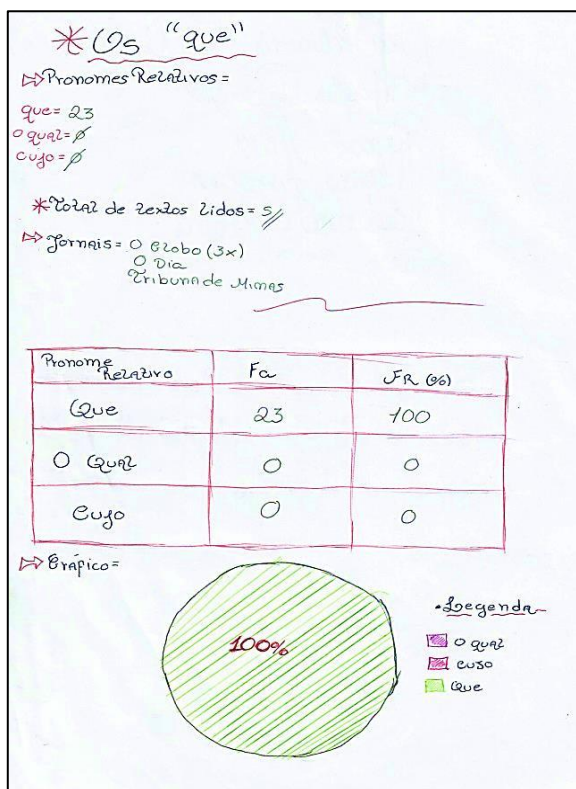 * Os "que"
⇨ Pronomes Relativos =
que = 23
o qual = ∅
cujo = ∅
* Total de textos lidos = 5//
⇨ Jornais = O Globo (3x)
O Dia
Tribuna de Minas
Pronome Relativo Fa FR (%)
Que 23 100
O Qual 0 0
Cujo 0 0
⇨ Gráfico =
100%
• Legenda
O qual
cujo
Que